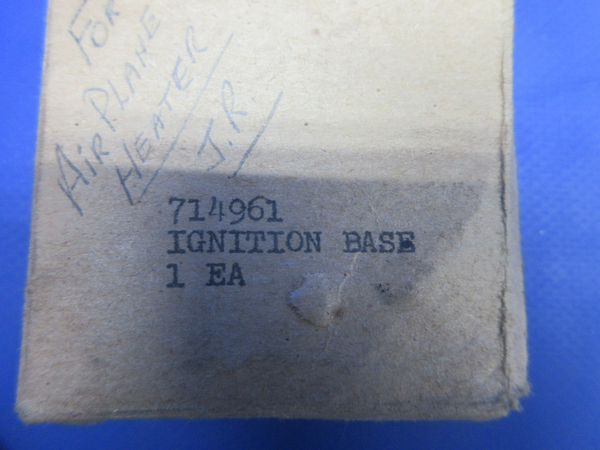 FOR
AIRPLANE
HEATER
J.R.
714961
IGNITION BASE
1 EA